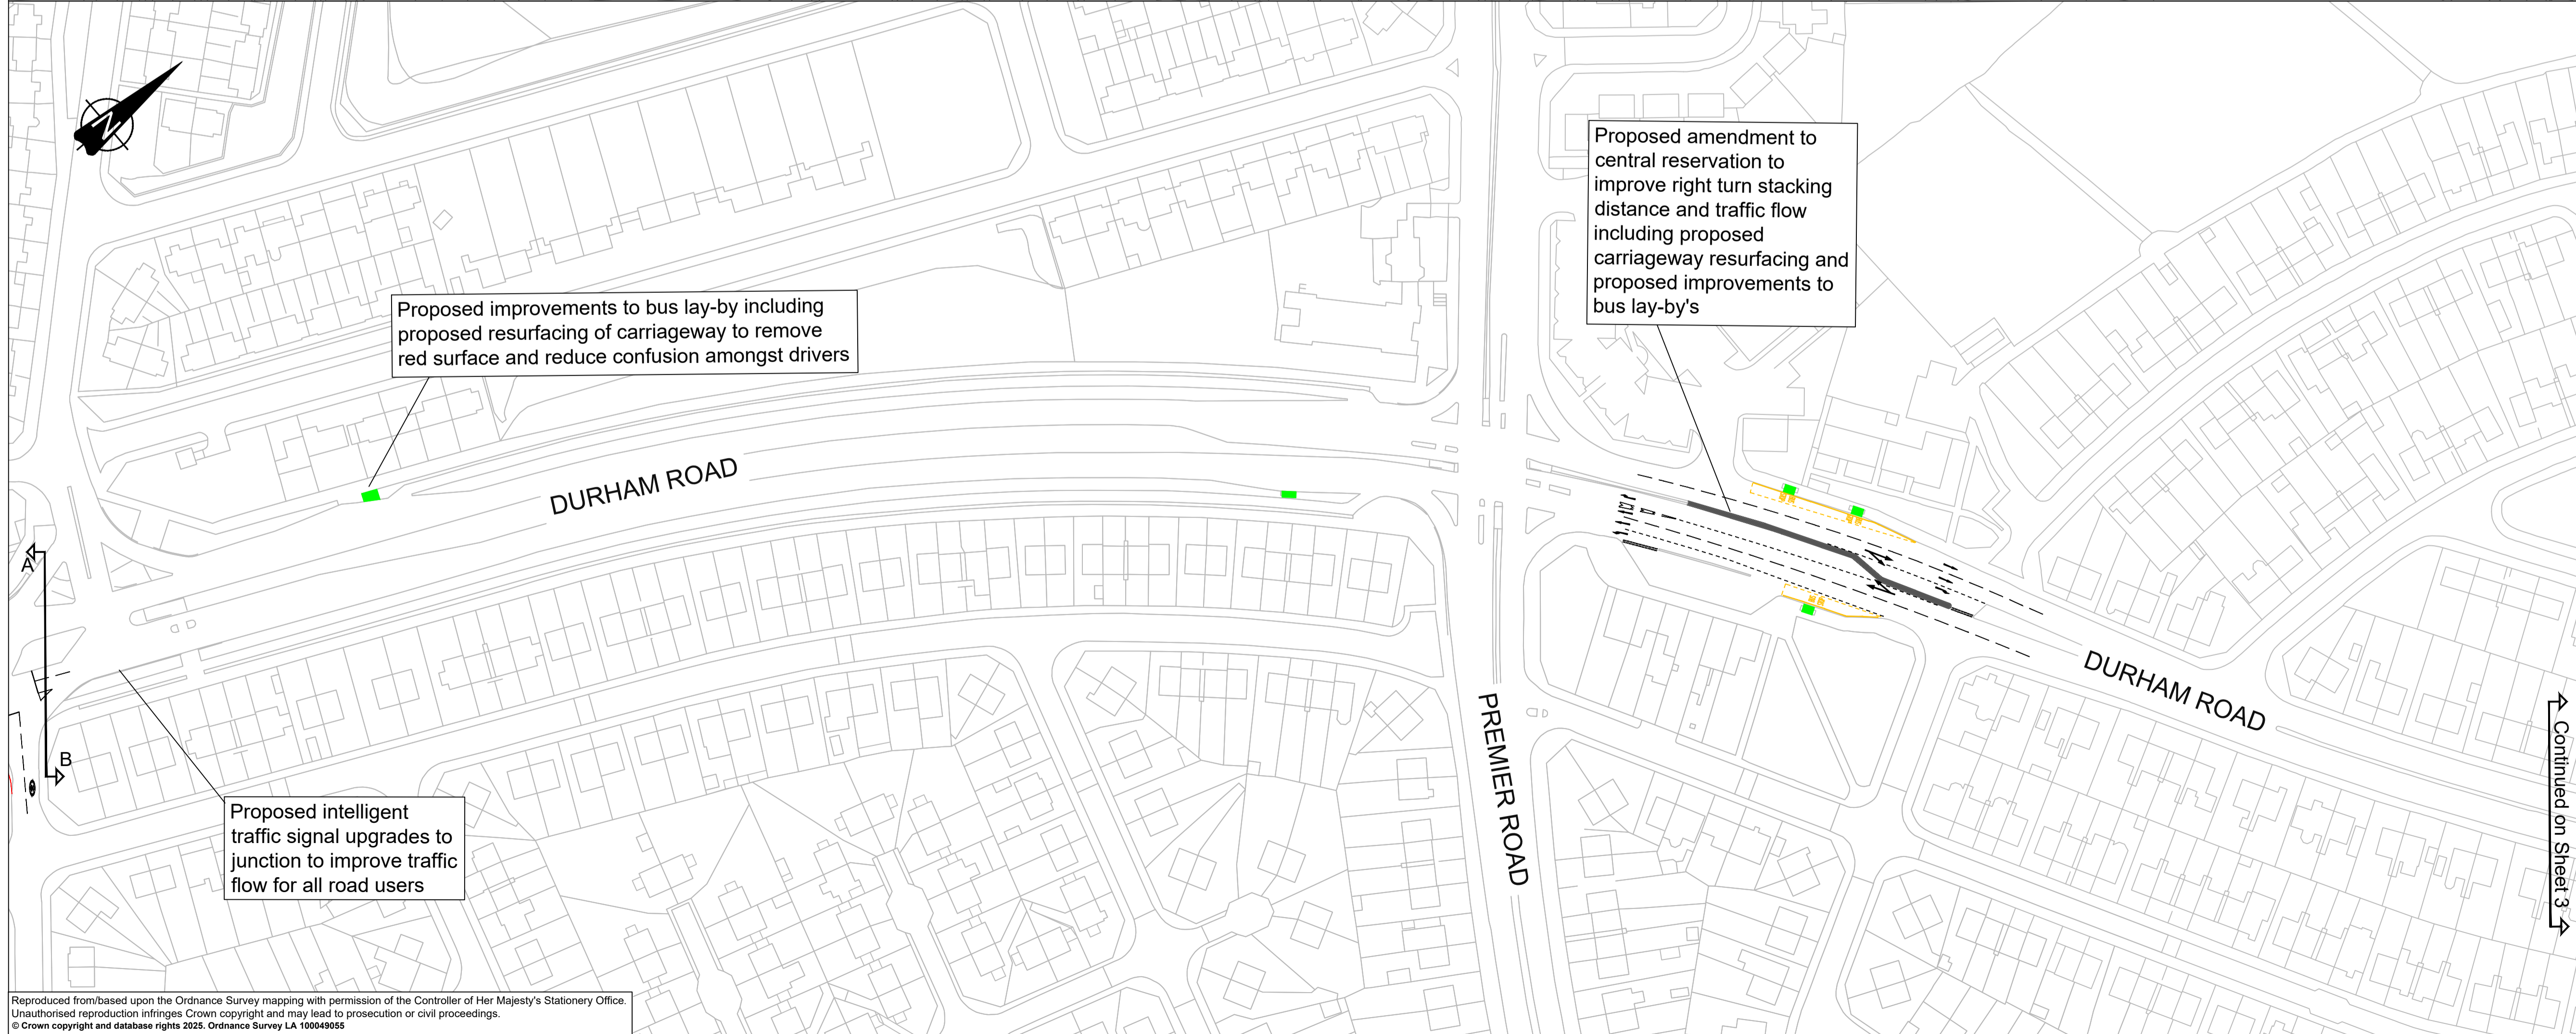 N
Proposed amendment to
central reservation to
improve right turn stacking
distance and traffic flow
including proposed
carriageway resurfacing and
proposed improvements to
bus lay-by's
Proposed improvements to bus lay-by including
proposed resurfacing of carriageway to remove
red surface and reduce confusion amongst drivers
DURHAM ROAD
A
B
DURHAM ROAD
PREMIER ROAD
Continued on Sheet 3
Proposed intelligent
traffic signal upgrades to
junction to improve traffic
flow for all road users
Reproduced from/based upon the Ordnance Survey mapping with permission of the Controller of Her Majesty's Stationery Office.
Unauthorised reproduction infringes Crown copyright and may lead to prosecution or civil proceedings.
© Crown copyright and database rights 2025. Ordnance Survey LA 100049055